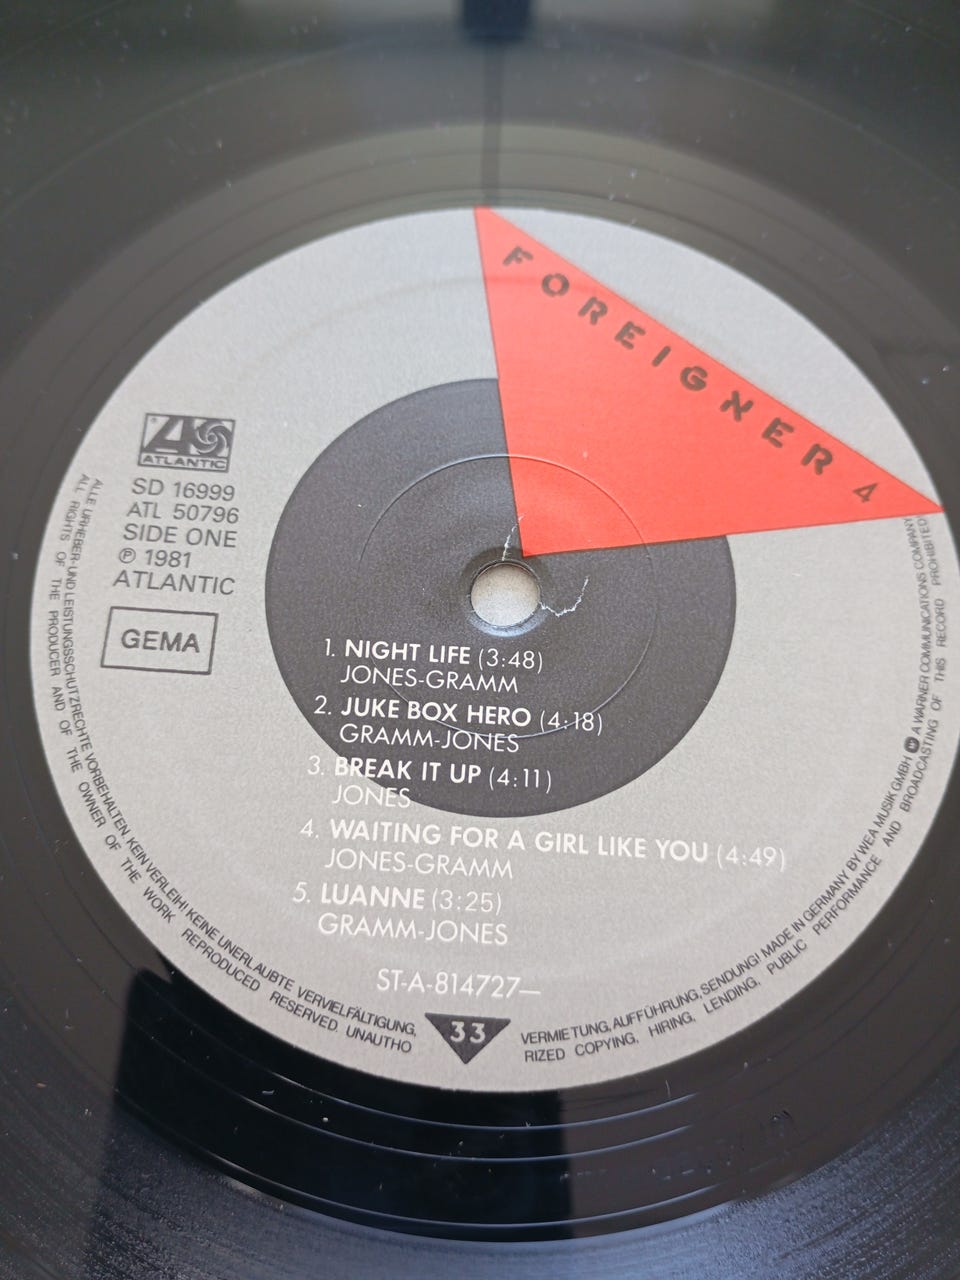 FOREIGNER 4
ATLANTIC
SD 16999
ATL 50796
SIDE ONE
℗ 1981
ATLANTIC
GEMA
1. NIGHT LIFE (3:48)
JONES-GRAMM
2. JUKE BOX HERO (4:18)
GRAMM-JONES
3. BREAK IT UP (4:11)
JONES
4. WAITING FOR A GIRL LIKE YOU (4:49)
JONES-GRAMM
5. LUANNE (3:25)
GRAMM-JONES
ST-A-814727—
33
ALLE URHEBER-UND LEISTUNGSSCHUTZRECHTE VORBEHALTEN. KEIN VERLEIH! KEINE UNERLAUBTE VERVIELFÄLTIGUNG, VERMIETUNG, AUFFÜHRUNG, SENDUNG! MADE IN GERMANY BY WEA MUSIK GMBH A WARNER COMMUNICATIONS COMPANY
ALL RIGHTS OF THE PRODUCER AND OF THE OWNER OF THE WORK REPRODUCED RESERVED. UNAUTHORIZED COPYING, HIRING, LENDING, PUBLIC PERFORMANCE AND BROADCASTING OF THIS RECORD PROHIBITED